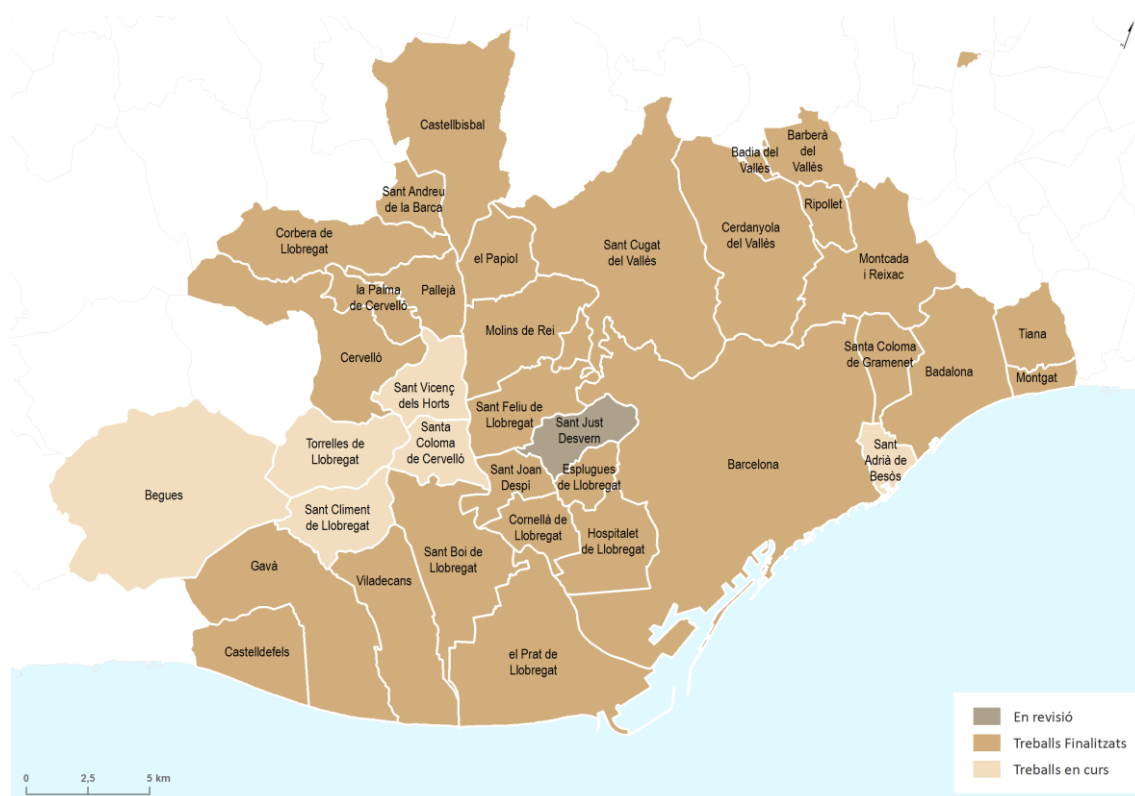 Castellbisbal
Badia del
Vallès
Barberà
del
Vallès
Sant Andreu
de la Barca
Ripollet
Corbera de
Llobregat
el Papiol
Sant Cugat
del Vallès
Cerdanyola
del Vallès
Montcada
i Reixac
la Palma
de Cervelló
Pallejà
Molins de Rei
Tiana
Santa Coloma
de Gramenet
Badalona
Montgat
Cervelló
Sant Vicenç
dels Horts
Sant Feliu de
Llobregat
Sant Just
Desvern
Santa
Coloma
de Cervelló
Torrelles de
Llobregat
Sant
Adrià de
Besòs
Barcelona
Sant Joan
Despí
Esplugues
de Llobregat
Begues
Sant Climent
de Llobregat
Cornellà de
Llobregat
Hospitalet
de Llobregat
Sant Boi de
Llobregat
Gavà
Viladecans
Castelldefels
el Prat de
Llobregat
En revisió
Treballs Finalitzats
Treballs en curs
0 2,5 5 km